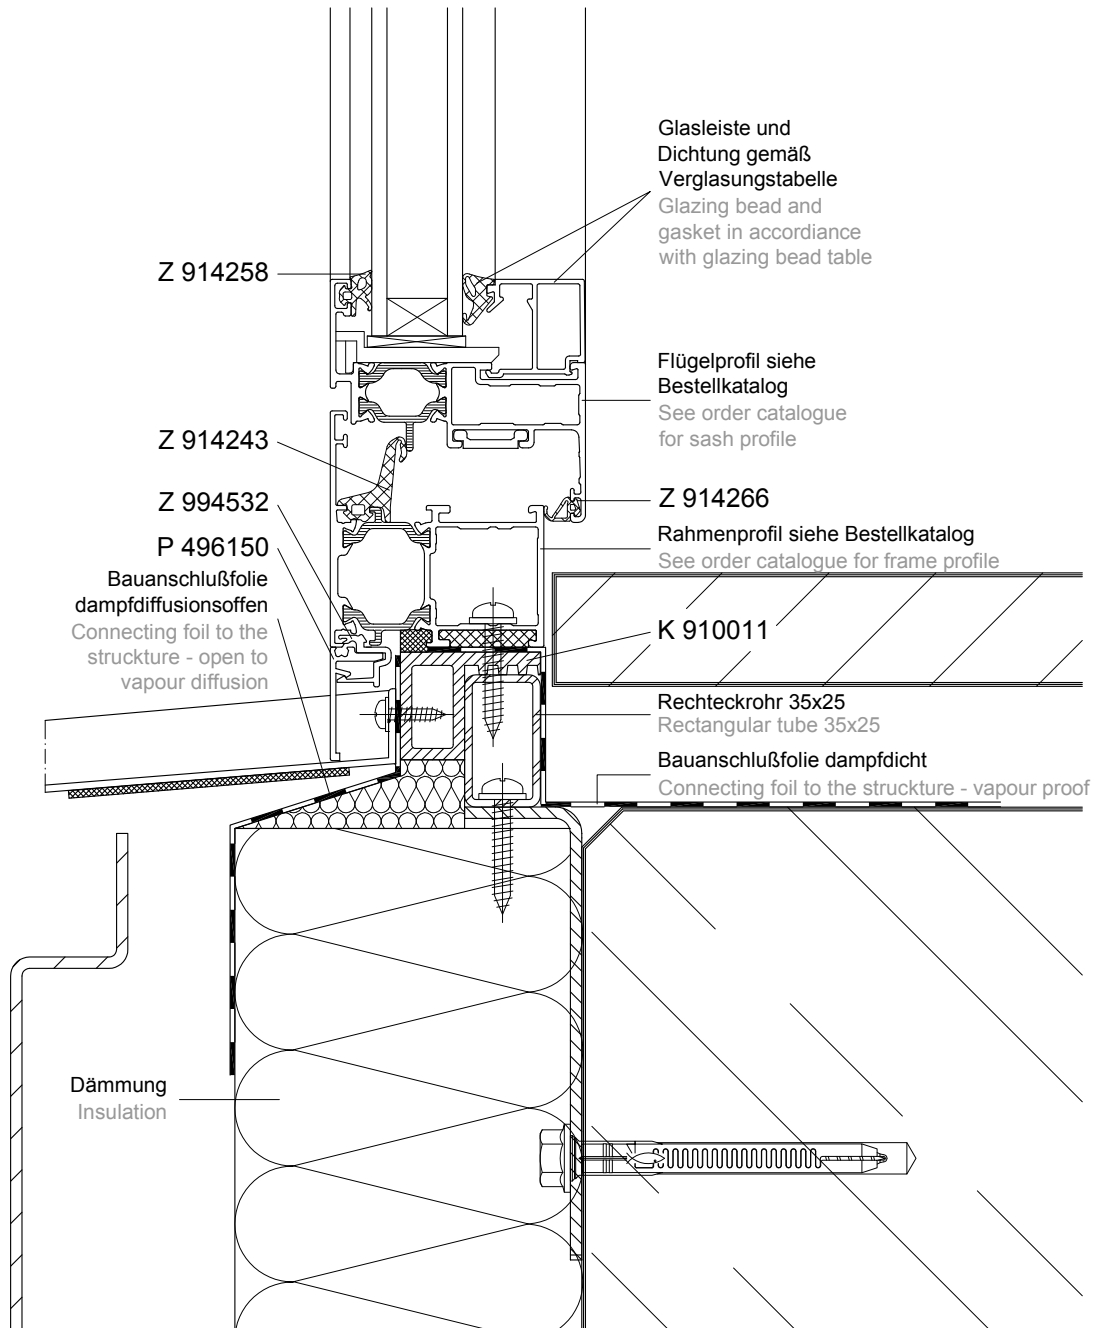 Glasleiste und
Dichtung gemäß
Verglasungstabelle
Glazing bead and
gasket in accordiance
with glazing bead table
Z 914258
Flügelprofil siehe
Bestellkatalog
See order catalogue
for sash profile
Z 914243
Z 994532
P 496150
Bauanschlußfolie
dampfdiffusionsoffen
Connecting foil to the
struckture - open to
vapour diffusion
Z 914266
Rahmenprofil siehe Bestellkatalog
See order catalogue for frame profile
K 910011
Rechteckrohr 35x25
Rectangular tube 35x25
Bauanschlußfolie dampfdicht
Connecting foil to the struckture - vapour proof
Dämmung
Insulation